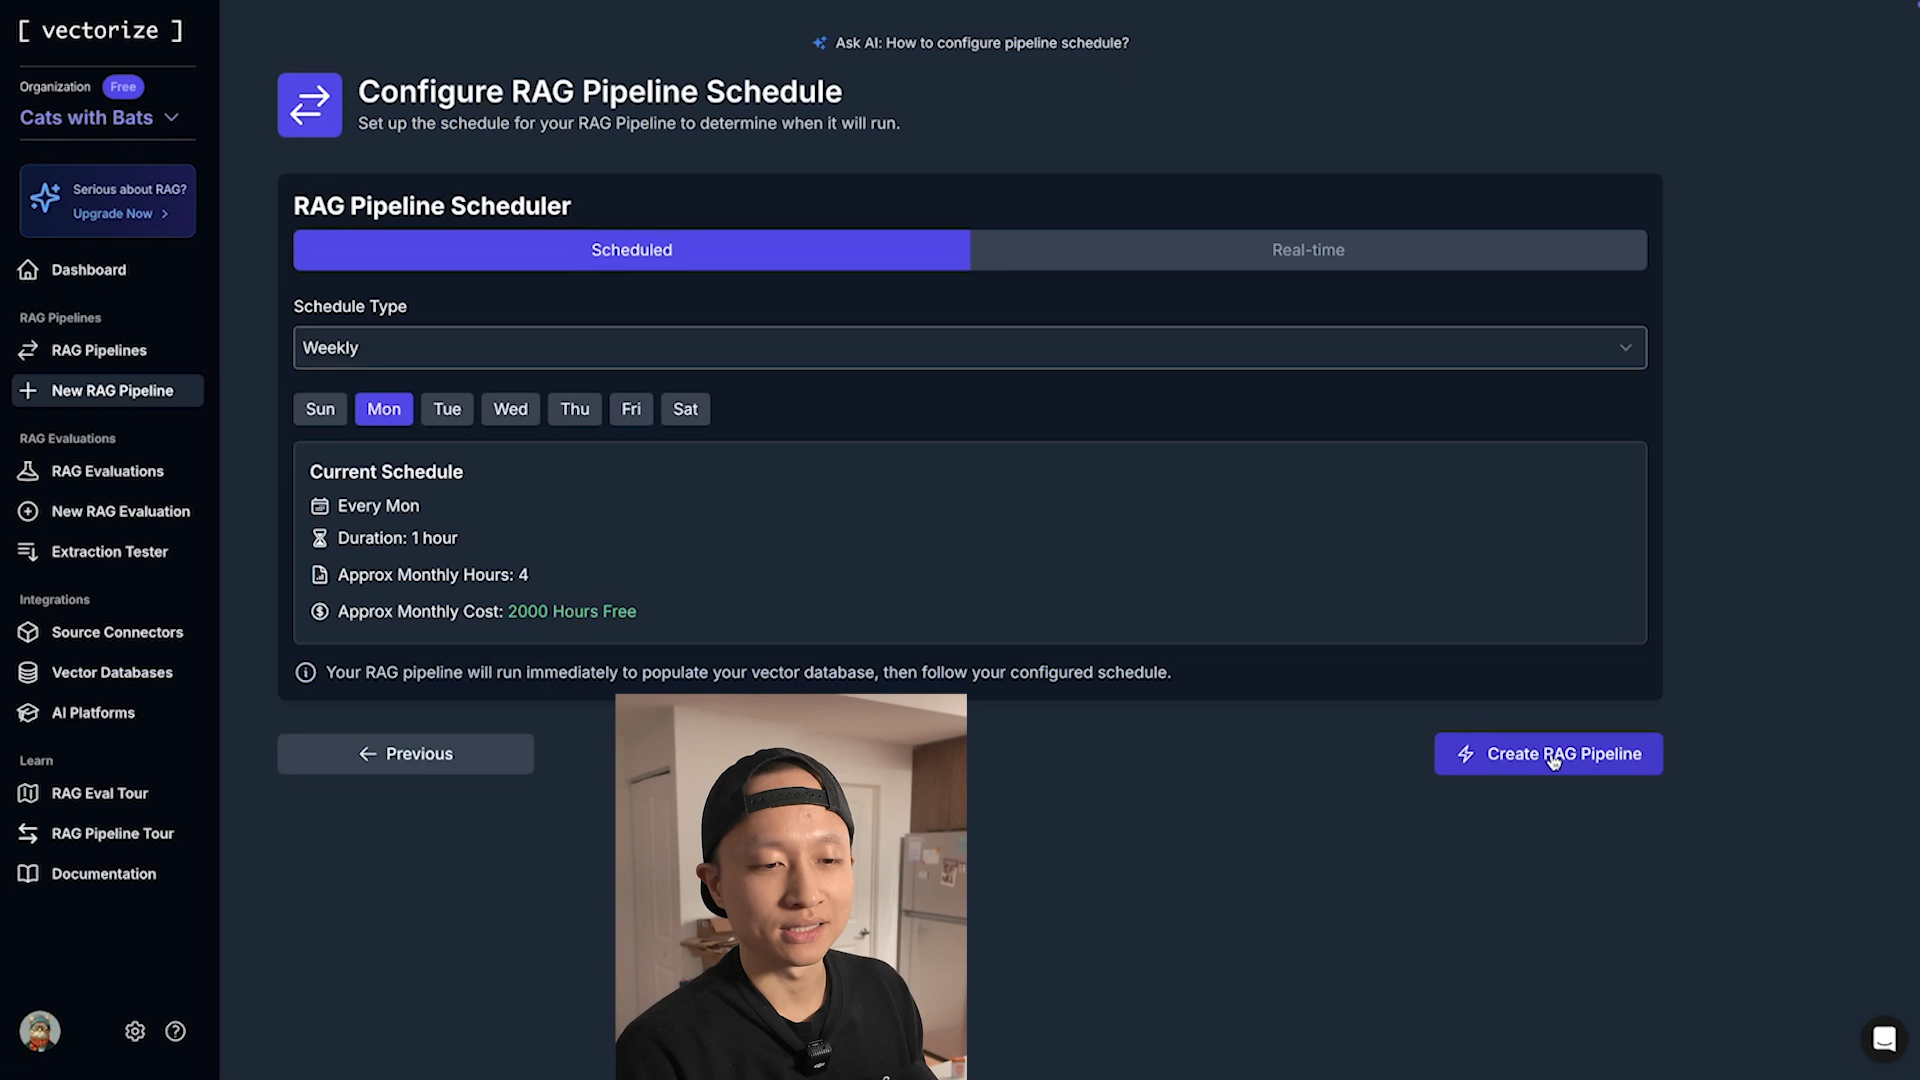 [ vectorize ]
Organization Free
Cats with Bats
Serious about RAG?
Upgrade Now >
Dashboard
RAG Pipelines
RAG Pipelines
New RAG Pipeline
RAG Evaluations
RAG Evaluations
New RAG Evaluation
Extraction Tester
Integrations
Source Connectors
Vector Databases
AI Platforms
Learn
RAG Eval Tour
RAG Pipeline Tour
Documentation
Ask AI: How to configure pipeline schedule?
Configure RAG Pipeline Schedule
Set up the schedule for your RAG Pipeline to determine when it will run.
RAG Pipeline Scheduler
Scheduled Real-time
Schedule Type
Weekly
Sun Mon Tue Wed Thu Fri Sat
Current Schedule
Every Mon
Duration: 1 hour
Approx Monthly Hours: 4
Approx Monthly Cost: 2000 Hours Free
Your RAG pipeline will run immediately to populate your vector database, then follow your configured schedule.
← Previous
Create RAG Pipeline